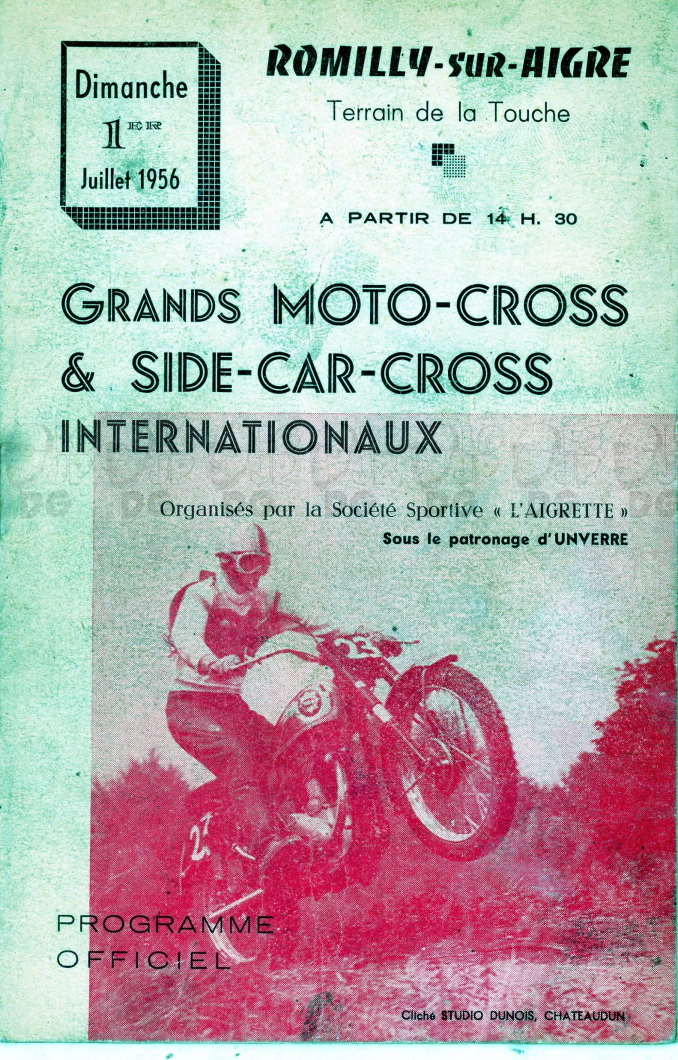 Dimanche
1ER
Juillet 1956
ROMILLY-SUR-AIGRE
Terrain de la Touche
A PARTIR DE 14 H. 30
GRANDS MOTO-CROSS
& SIDE-CAR-CROSS
INTERNATIONAUX
Organisés par la Société Sportive « L'AIGRETTE »
Sous le patronage d'UNVERRE
23
PROGRAMME
OFFICIEL
Cliché STUDIO DUNOIS, CHATEAUDUN